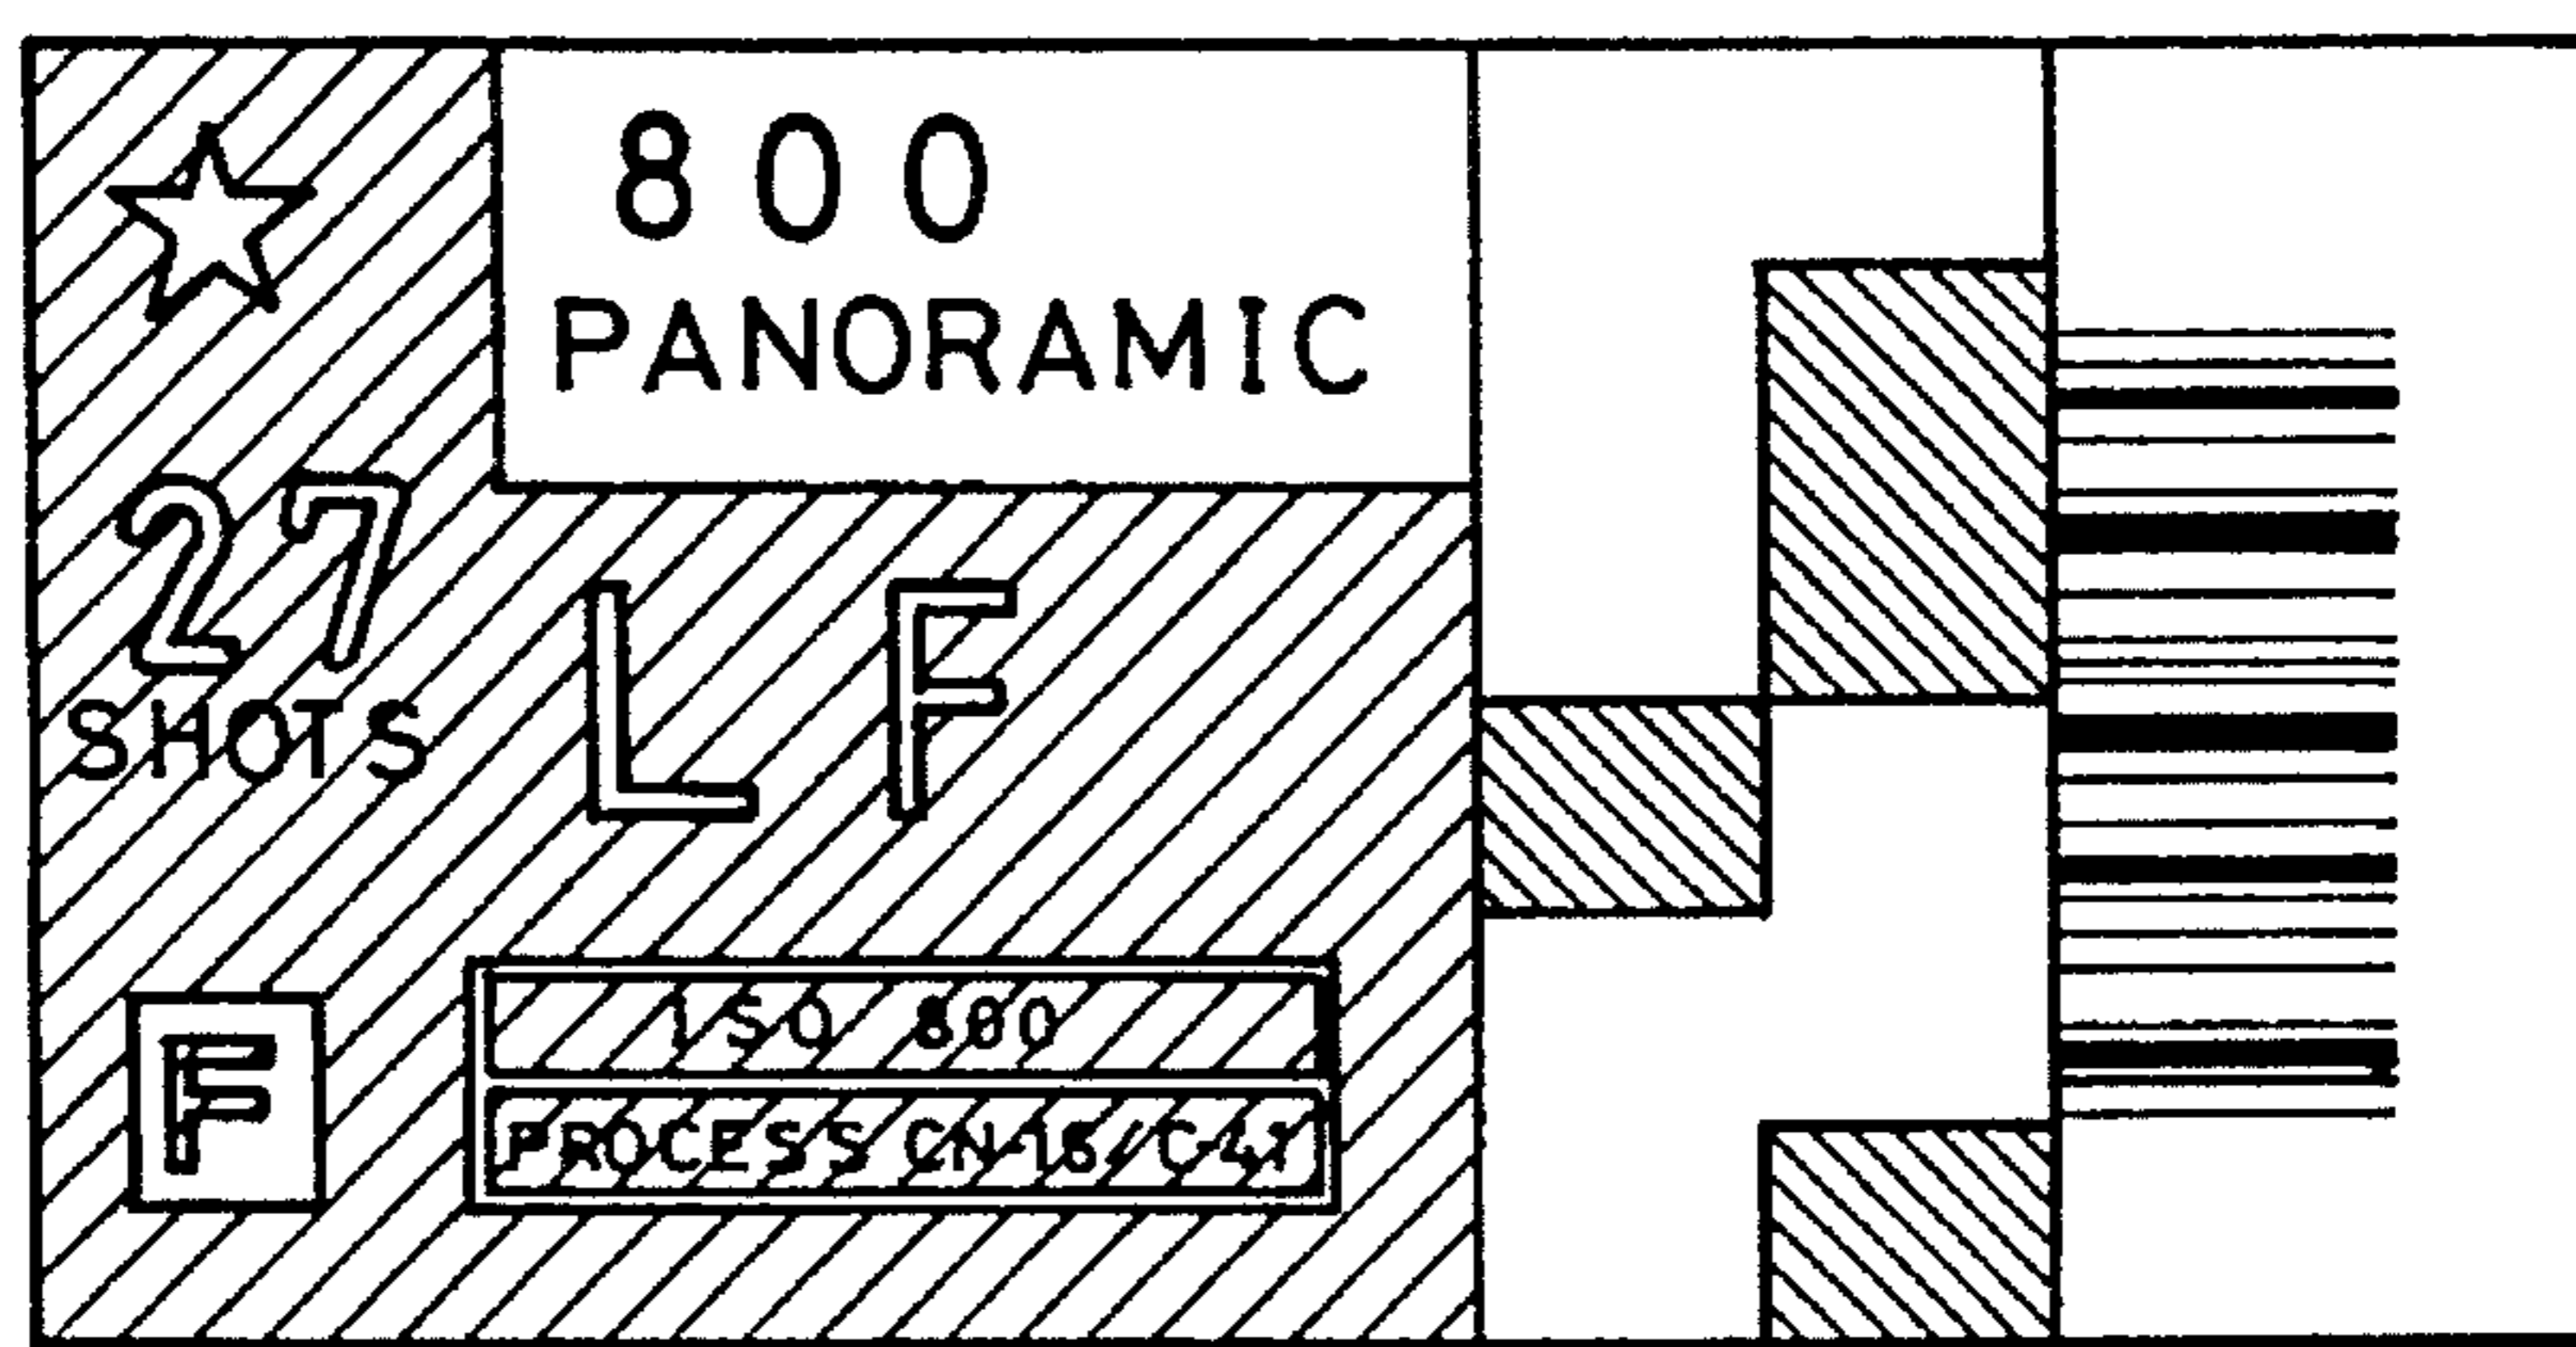 800
PANORAMIC
27
SHOTS
L F
F
ISO 800
PROCESS CN-16/C-41